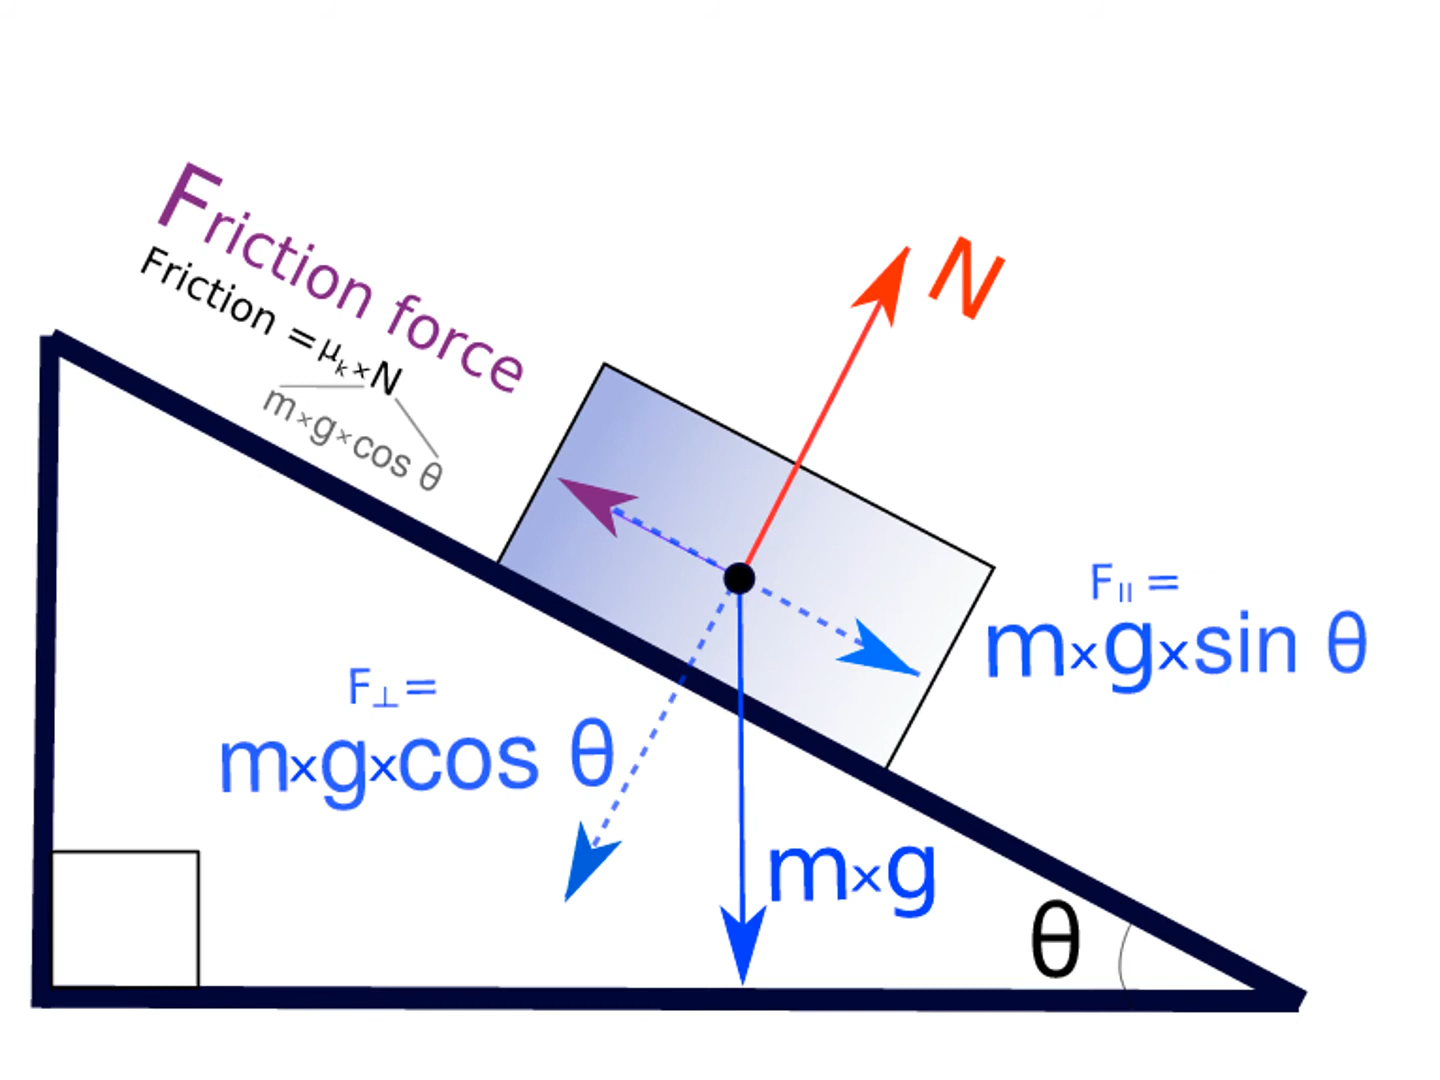 Friction force
Friction = μk×N
m×g×cos θ
N
F|| =
m×g×sin θ
F⊥=
m×g×cos θ
m×g
θ